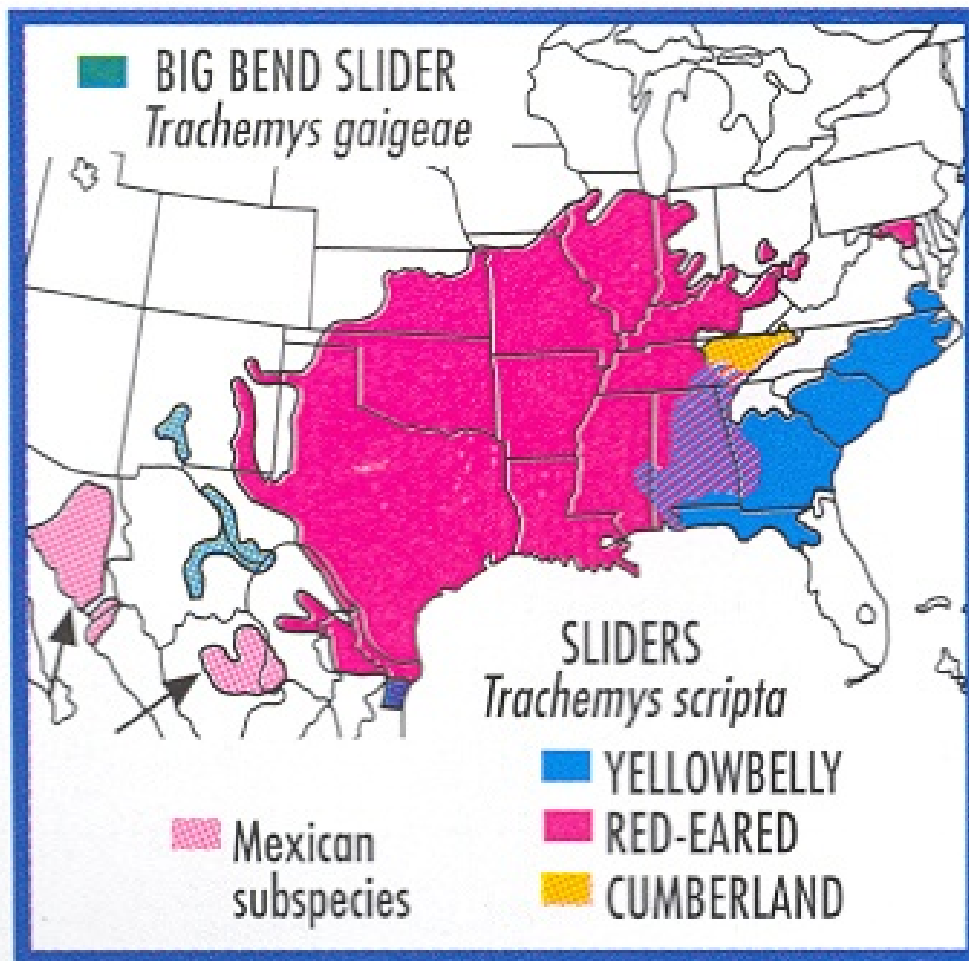 BIG BEND SLIDER
Trachemys gaigeae
SLIDERS
Trachemys scripta
YELLOWBELLY
RED-EARED
CUMBERLAND
Mexican
subspecies